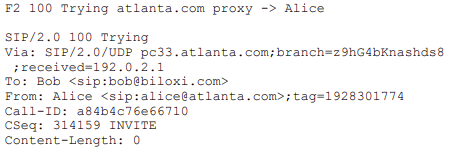 F2 100 Trying atlanta.com proxy -> Alice

SIP/2.0 100 Trying
Via: SIP/2.0/UDP pc33.atlanta.com;branch=z9hG4bKnashds8
;received=192.0.2.1
To: Bob <sip:bob@biloxi.com>
From: Alice <sip:alice@atlanta.com>;tag=1928301774
Call-ID: a84b4c76e66710
CSeq: 314159 INVITE
Content-Length: 0